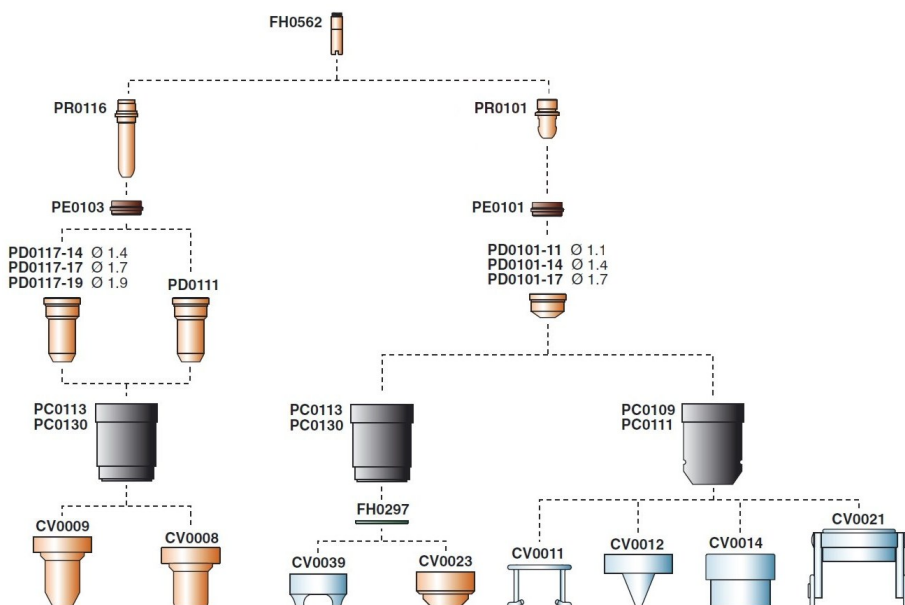 FH0562
PR0116
PR0101
PE0103
PE0101
PD0117-14 Ø 1.4
PD0117-17 Ø 1.7
PD0117-19 Ø 1.9
PD0111
PD0101-11 Ø 1.1
PD0101-14 Ø 1.4
PD0101-17 Ø 1.7
PC0113
PC0130
PC0113
PC0130
PC0109
PC0111
FH0297
CV0009
CV0008
CV0039
CV0023
CV0011
CV0012
CV0014
CV0021